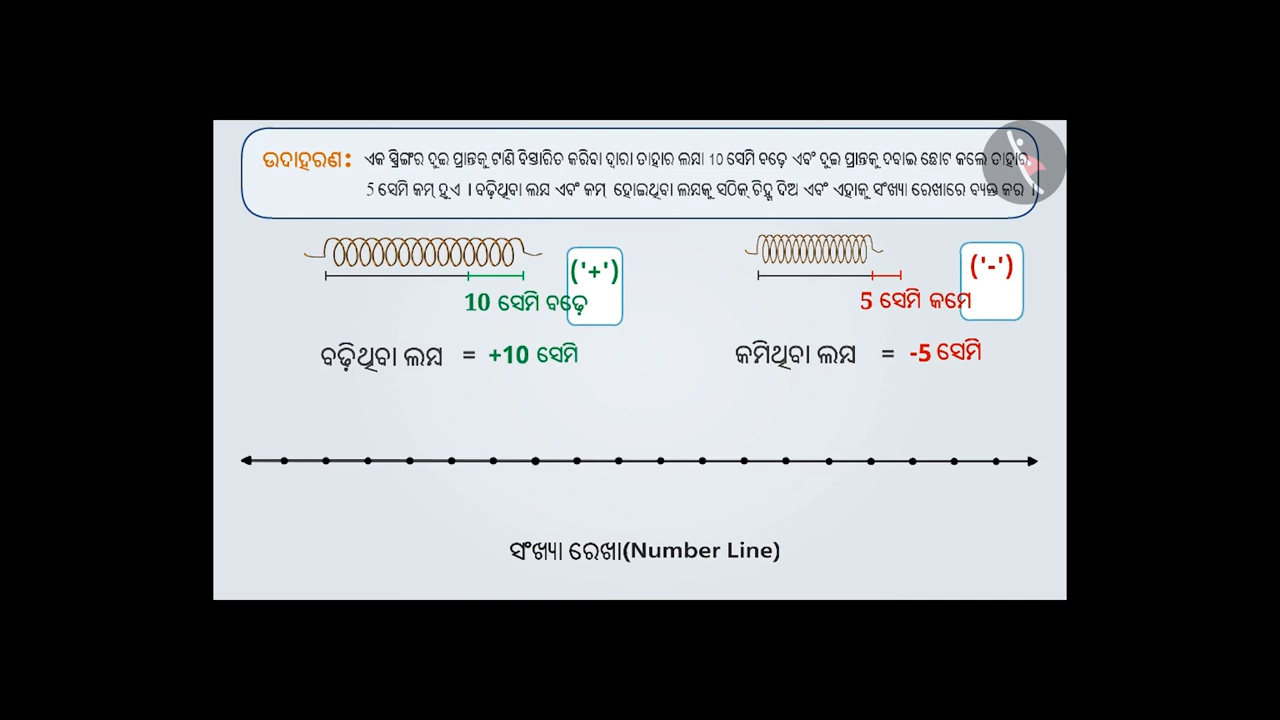 ଉଦାହରଣ: ଏକ ସ୍ପ୍ରିଙ୍ଗର ଦୁଇ ପ୍ରାନ୍ତକୁ ଟାଣି ବିସ୍ତାରିତ କରିବା ଦ୍ୱାରା ତାହାର ଲମ୍ବା 10 ସେମି ବଢ଼େ ଏବଂ ଦୁଇ ପ୍ରାନ୍ତକୁ ଦବାଇ ଛୋଟ କଲେ ତାହାର
5 ସେମି କମ୍ ହୁଏ । ବଢ଼ିଥିବା ଲମ୍ବ ଏବଂ କମ୍ ହୋଇଥିବା ଲମ୍ବକୁ ସଠିକ୍ ଚିହ୍ନ ଦିଅ ଏବଂ ଏହାକୁ ସଂଖ୍ୟା ରେଖାରେ ବ୍ୟକ୍ତ କର ।
('+')
('-')
10 ସେମି ବଢ଼େ
5 ସେମି କମେ
ବଢ଼ିଥିବା ଲମ୍ବ = +10 ସେମି
କମିଥିବା ଲମ୍ବ = -5 ସେମି
ସଂଖ୍ୟା ରେଖା(Number Line)